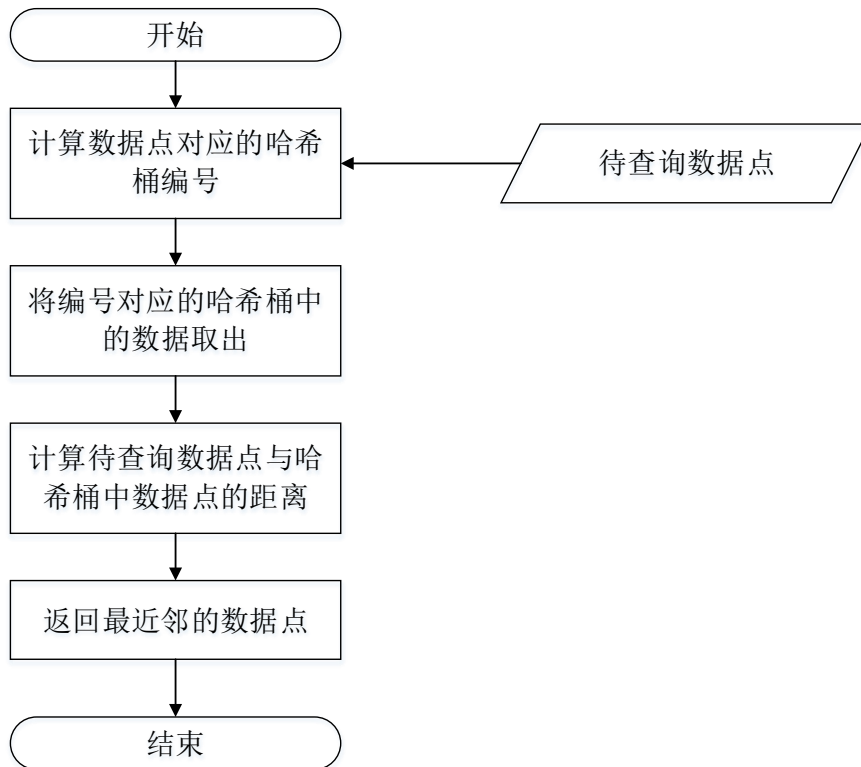 开始
计算数据点对应的哈希
桶编号
待查询数据点
将编号对应的哈希桶中
的数据取出
计算待查询数据点与哈
希桶中数据点的距离
返回最近邻的数据点
结束